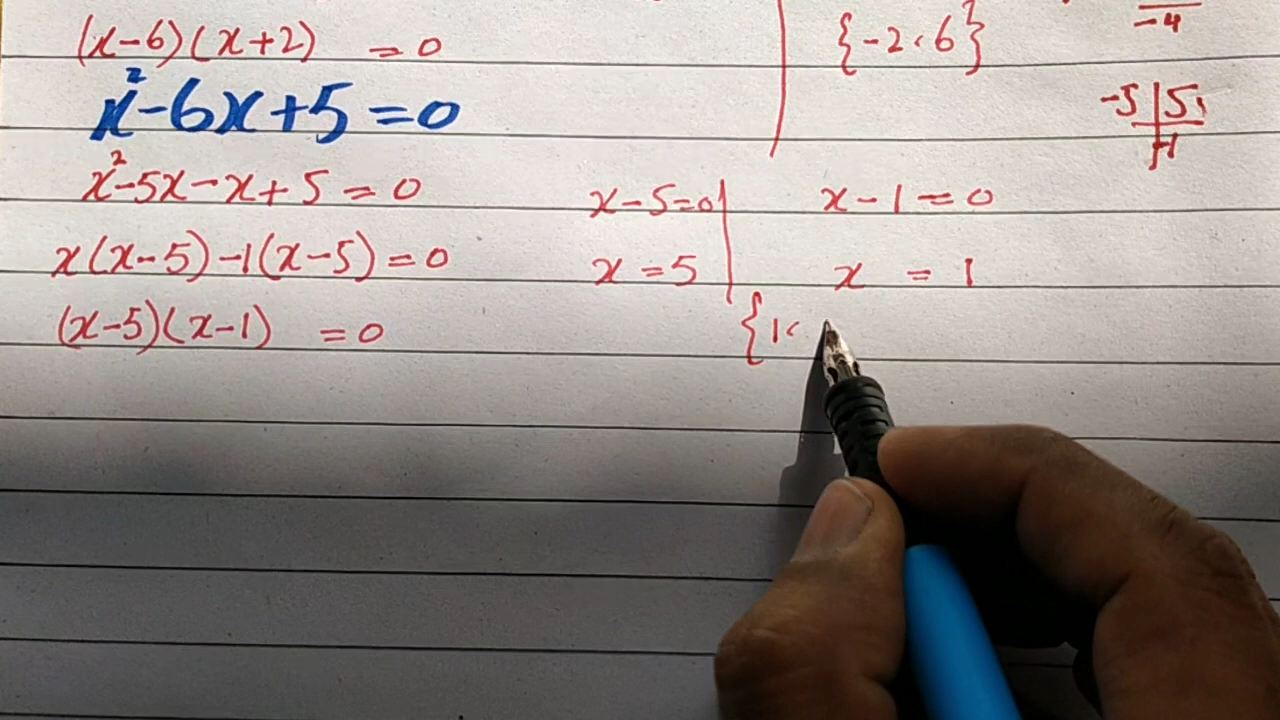 (x-6)(x+2) = 0
{-2, 6}
-4
x²-6x+5=0
-5 | 5
-1
x²-5x-x+5=0
x-5=0 | x-1=0
x(x-5)-1(x-5)=0
x=5 | x = 1
(x-5)(x-1) = 0
{1,